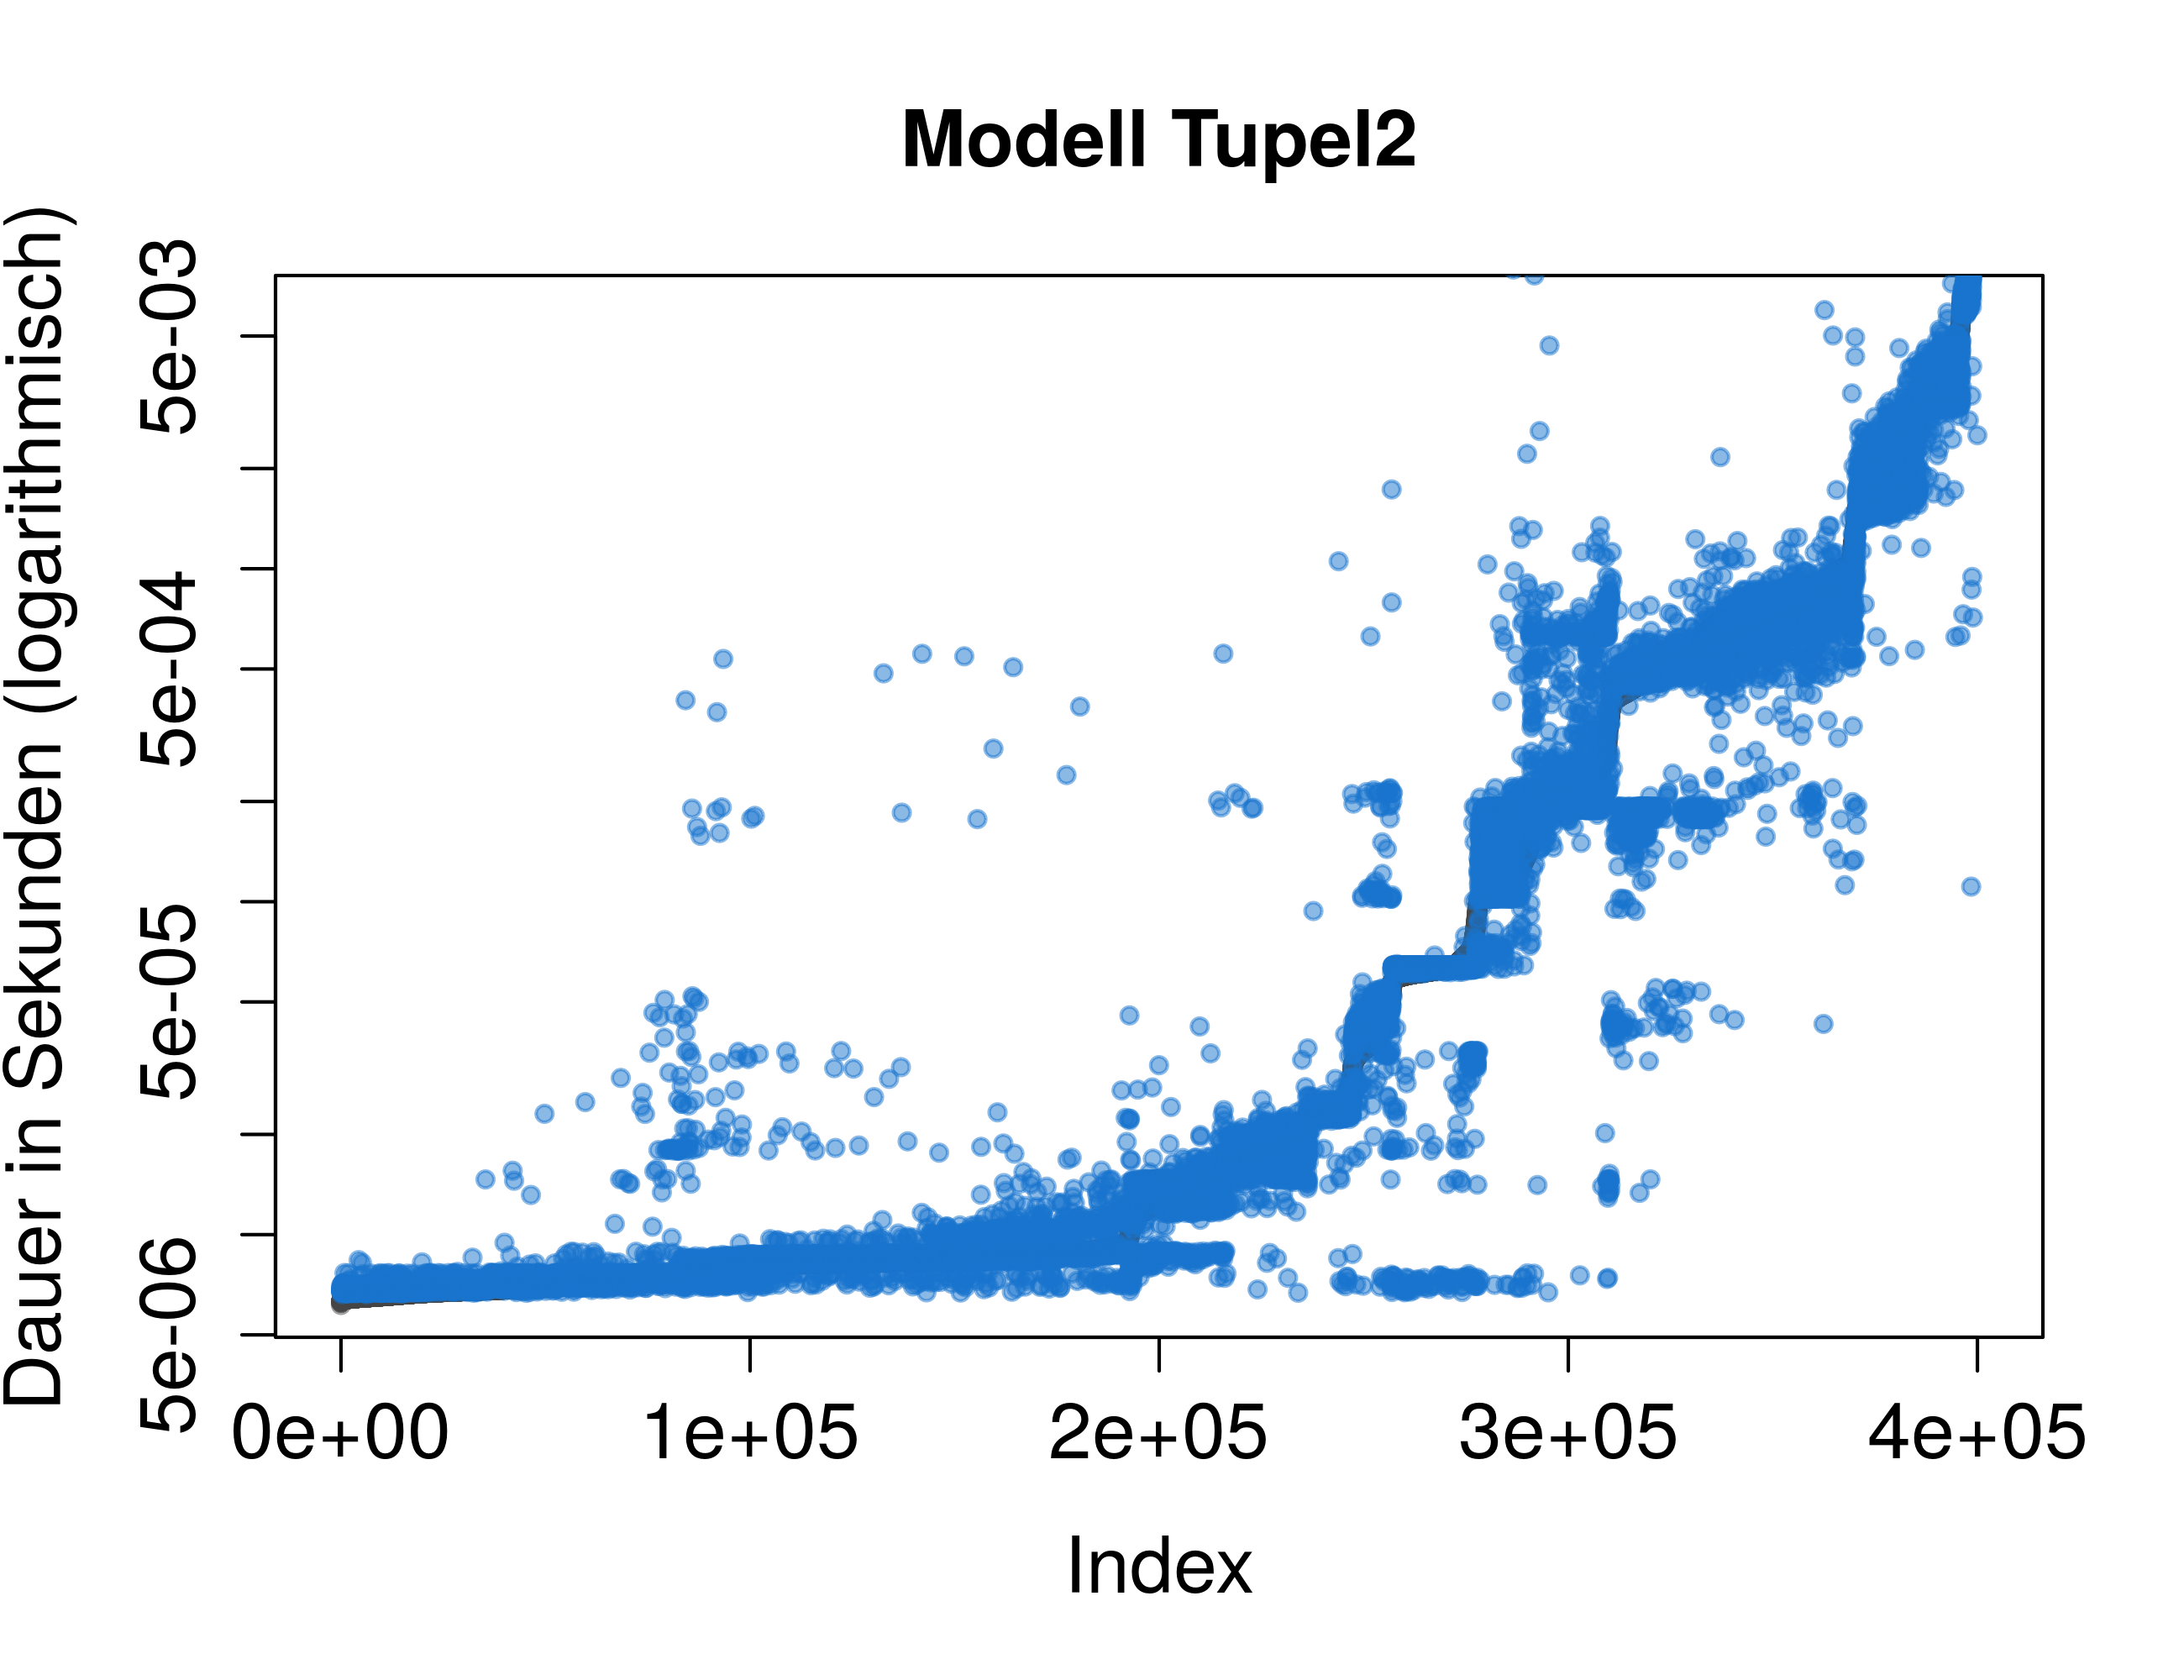 Modell Tupel2
Dauer in Sekunden (logarithmisch)
5e-03
5e-04
5e-05
5e-06
0e+00 1e+05 2e+05 3e+05 4e+05
Index